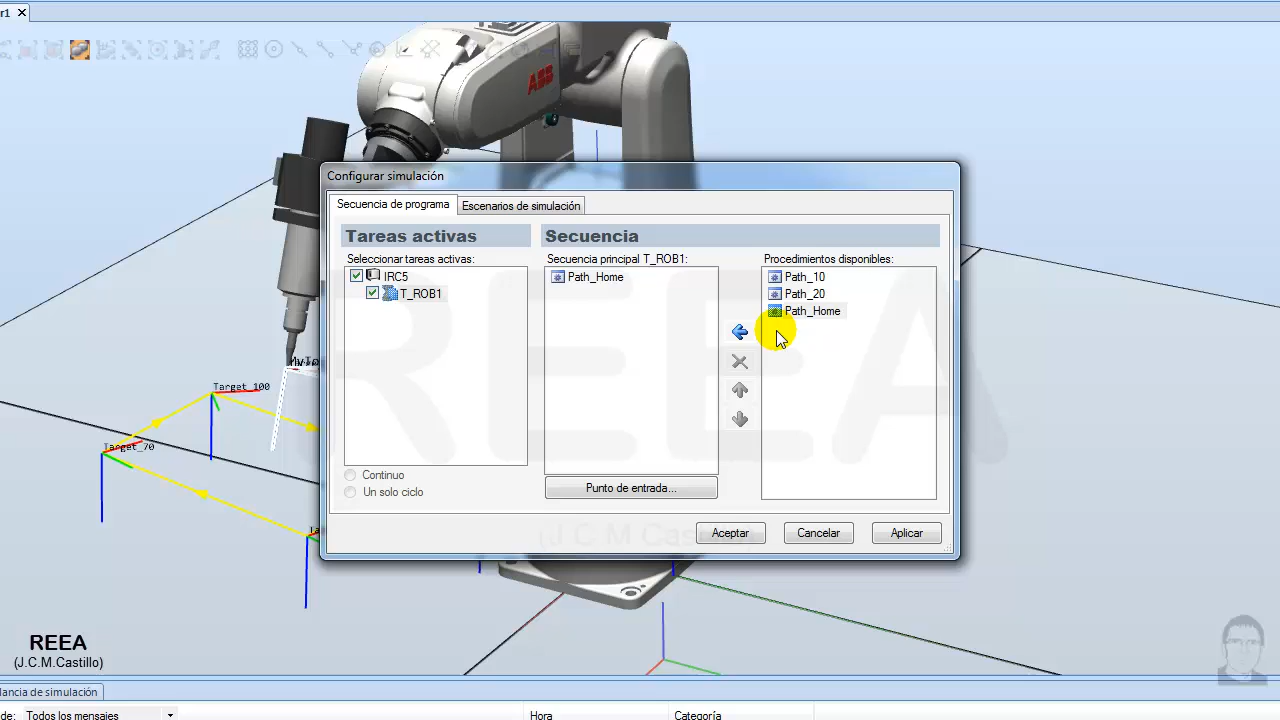 r1
ABB
Configurar simulación
Secuencia de programa
Escenarios de simulación
Tareas activas
Secuencia
Seleccionar tareas activas:
Secuencia principal T_ROB1:
Procedimientos disponibles:
IRC5
T_ROB1
Path_Home
Path_10
Path_20
Path_Home
REEA
Target_100
Target_70
Continuo
Un solo ciclo
Punto de entrada...
Aceptar
Cancelar
Aplicar
REEA
(J.C.M.Castillo)
lancia de simulación
de:
Todos los mensajes
Hora
Categoría